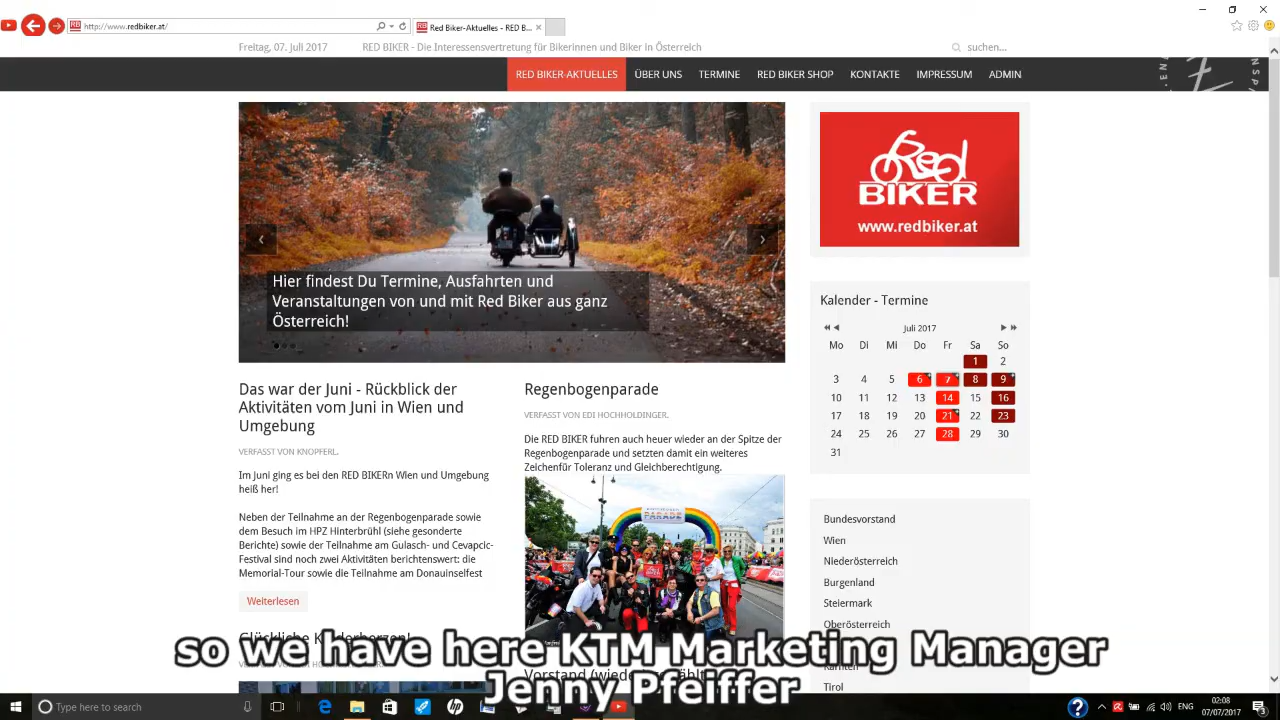 http://www.redbiker.at/
Red Biker-Aktuelles - RED B...
Freitag, 07. Juli 2017
RED BIKER - Die Interessensvertretung für Bikerinnen und Biker in Österreich
suchen...
RED BIKER-AKTUELLES
ÜBER UNS
TERMINE
RED BIKER SHOP
KONTAKTE
IMPRESSUM
ADMIN
Hier findest Du Termine, Ausfahrten und
Veranstaltungen von und mit Red Biker aus ganz
Österreich!
Das war der Juni - Rückblick der
Aktivitäten vom Juni in Wien und
Umgebung
VERFASST VON KNOPFERL.
Im Juni ging es bei den RED BIKERn Wien und Umgebung
heiß her!
Neben der Teilnahme an der Regenbogenparade sowie
dem Besuch im HPZ Hinterbrühl (siehe gesonderte
Berichte) sowie der Teilnahme am Gulasch- und Cevapcic-
Festival sind noch zwei Aktivitäten berichtenswert: die
Memorial-Tour sowie die Teilnahme am Donauinselfest
Weiterlesen
Regenbogenparade
VERFASST VON EDI HOCHHOLDINGER.
Die RED BIKER fuhren auch heuer wieder an der Spitze der
Regenbogenparade und setzten damit ein weiteres
Zeichenfür Toleranz und Gleichberechtigung.
PARADE
Red
BIKER
www.redbiker.at
Kalender - Termine
Juli 2017
Mo Di Mi Do Fr Sa So
1 2
3 4 5 6 7 8 9
10 11 12 13 14 15 16
17 18 19 20 21 22 23
24 25 26 27 28 29 30
31
Bundesvorstand
Wien
Niederösterreich
Burgenland
Steiermark
Oberösterreich
Tirol
so we have here KTM Marketing Manager
Jenny Pfeiffer
Type here to search
ENG
02:08
07/07/2017